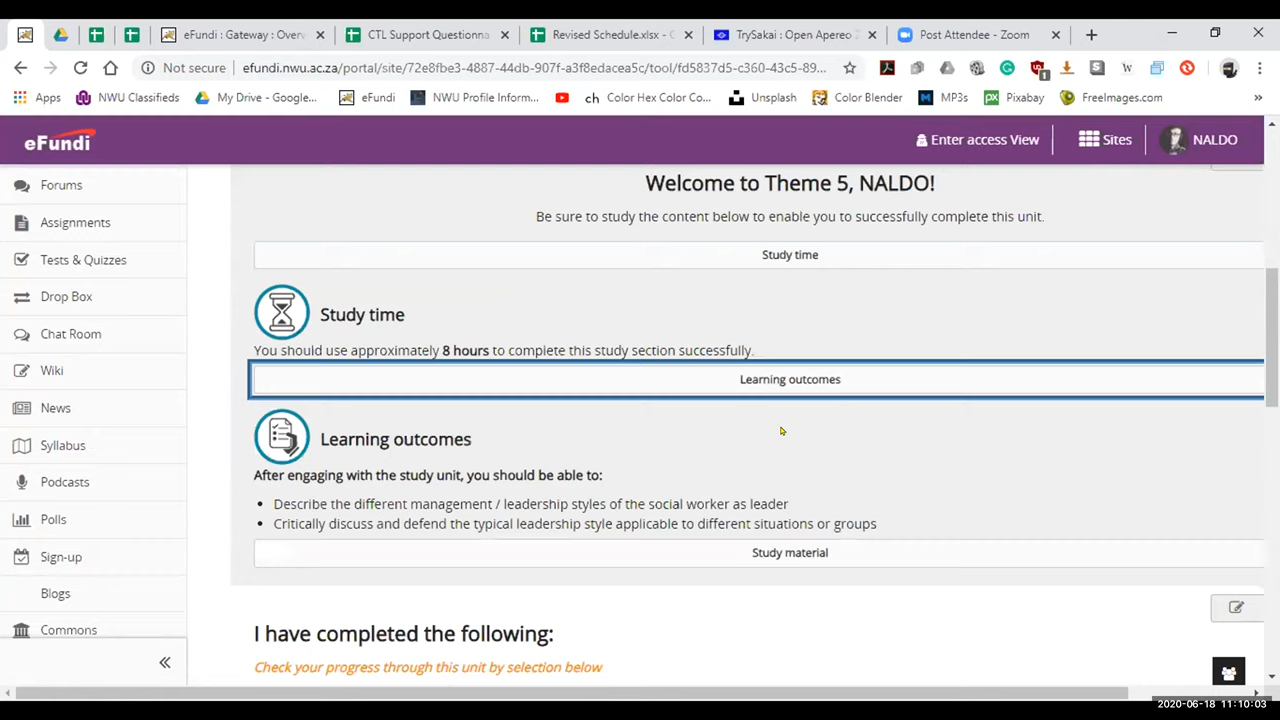 eFundi : Gateway : Over
CTL Support Questionna
Revised Schedule.xlsx -
TrySakai : Open Apereo
Post Attendee - Zoom
Not secure
efundi.nwu.ac.za/portal/site/72e8fbe3-4887-44db-907f-a3f8edacea5c/tool/fd5837d5-c360-43c5-89...
Apps
NWU Classifieds
My Drive - Google...
eFundi
NWU Profile Inform...
ch Color Hex Color Co...
Unsplash
Color Blender
MP3s
px Pixabay
FreeImages.com
eFundi
Enter access View
Sites
NALDO
Forums
Assignments
Tests & Quizzes
Drop Box
Chat Room
Wiki
News
Syllabus
Podcasts
Polls
Sign-up
Blogs
Commons
Welcome to Theme 5, NALDO!
Be sure to study the content below to enable you to successfully complete this unit.
Study time
Study time
You should use approximately 8 hours to complete this study section successfully.
Learning outcomes
Learning outcomes
After engaging with the study unit, you should be able to:
• Describe the different management / leadership styles of the social worker as leader
• Critically discuss and defend the typical leadership style applicable to different situations or groups
Study material
I have completed the following:
Check your progress through this unit by selection below
2020-06-18 11:10:03